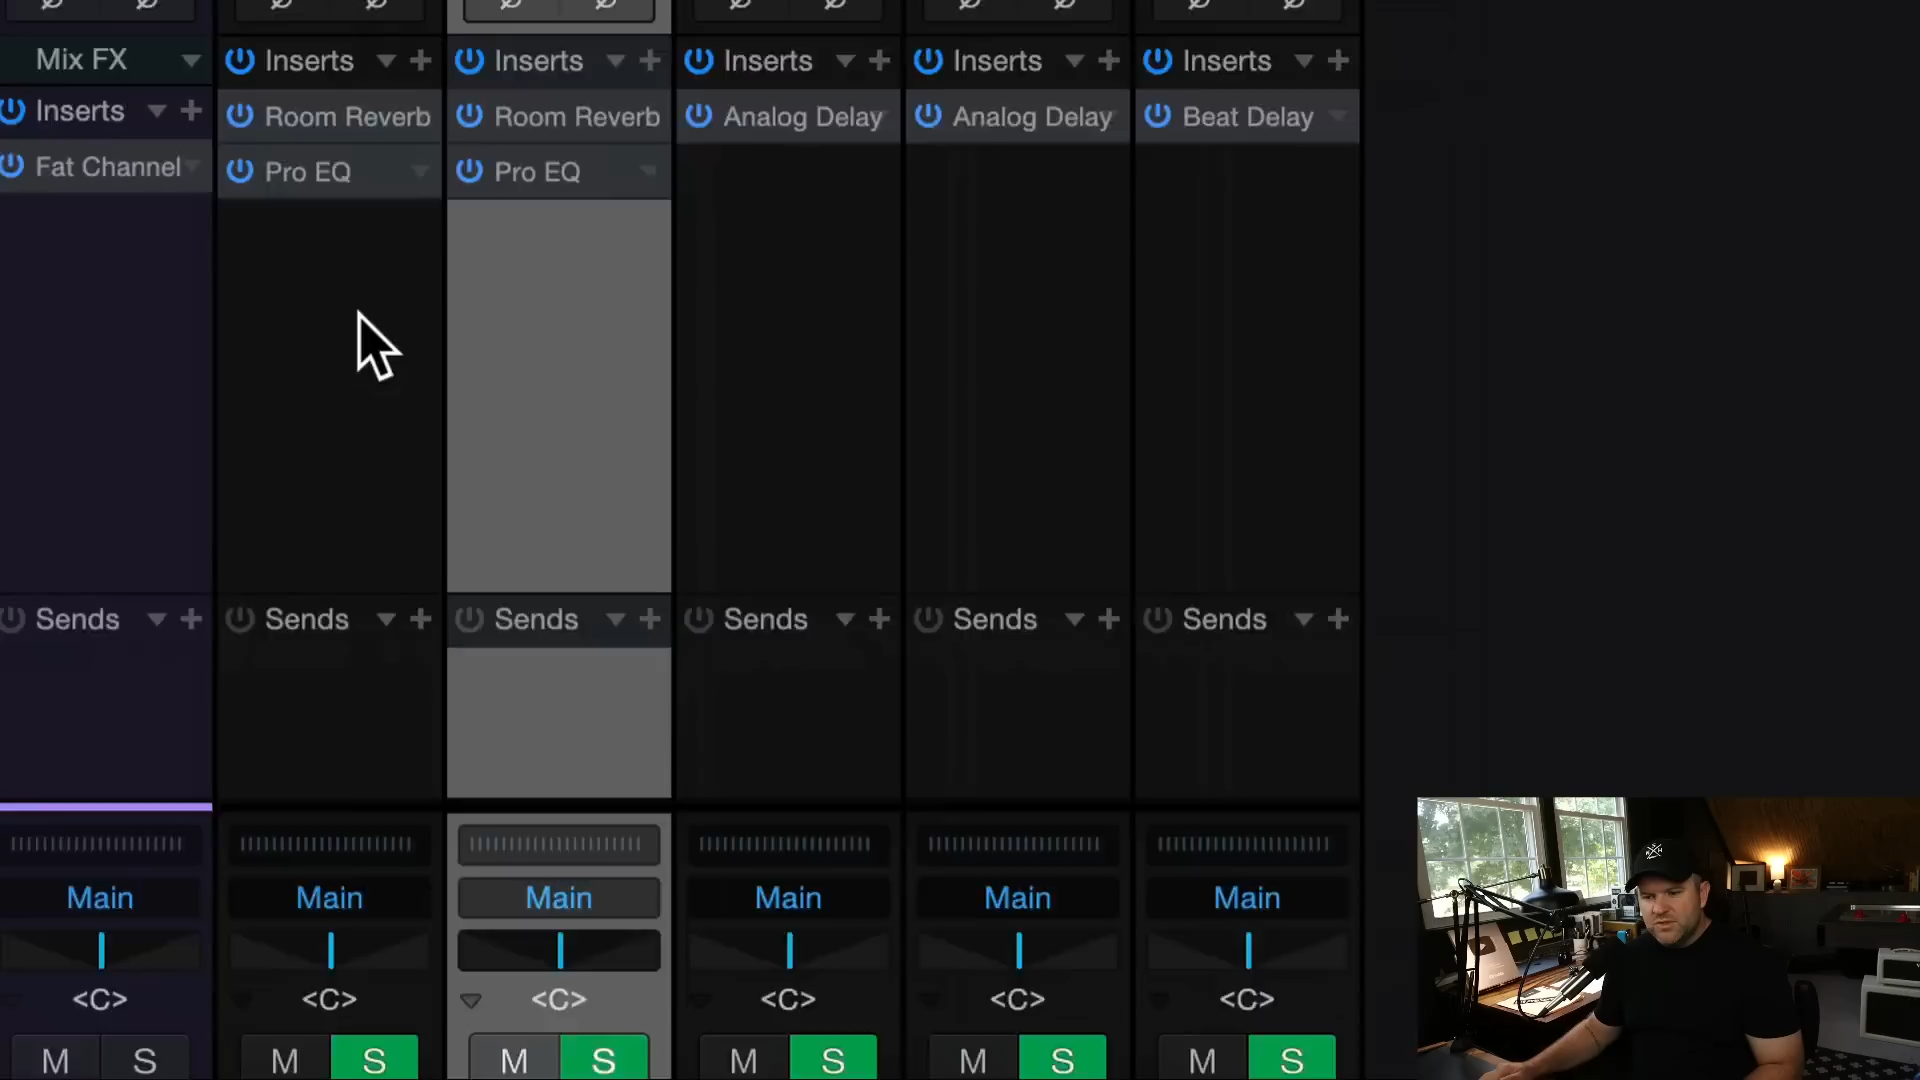 Mix FX
Inserts Inserts Inserts Inserts Inserts
Inserts
Room Reverb Room Reverb Analog Delay Analog Delay Beat Delay
Fat Channel
Pro EQ Pro EQ
Sends Sends Sends Sends Sends Sends
Main Main Main Main Main Main
<C> <C> <C> <C> <C> <C>
M S M S M S M S M S M S